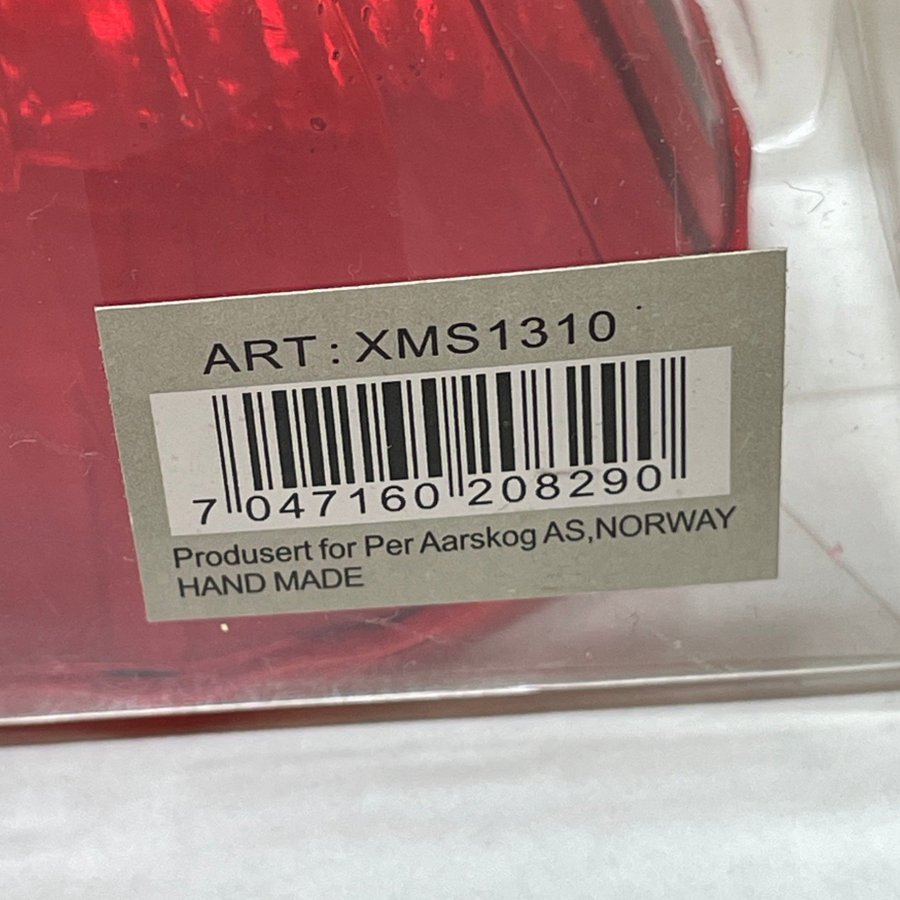 ART: XMS1310
7 047160 208290
Produsert for Per Aarskog AS,NORWAY
HAND MADE